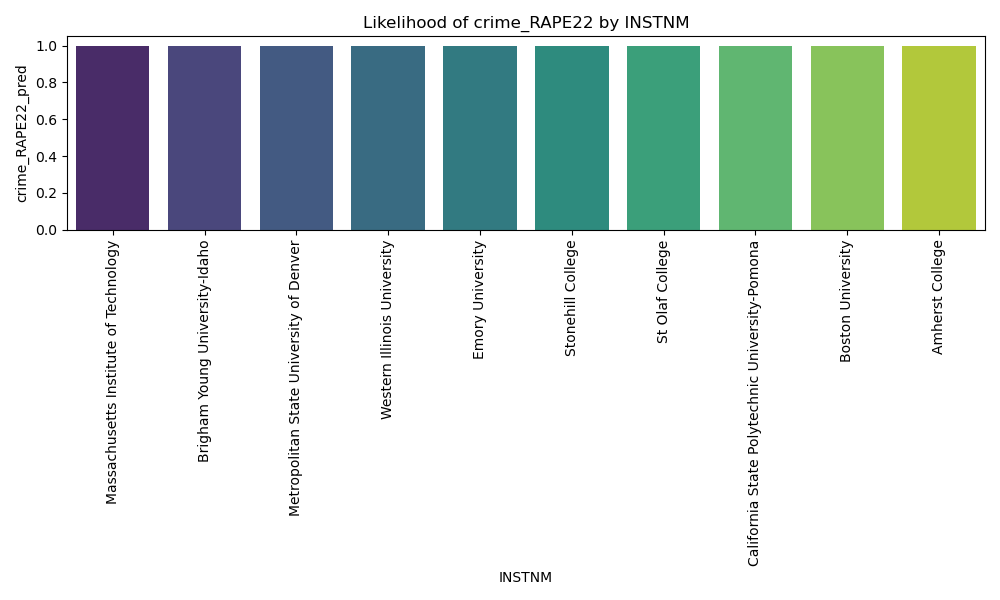 Likelihood of crime_RAPE22 by INSTNM
crime_RAPE22_pred
1.0
0.8
0.6
0.4
0.2
0.0
Massachusetts Institute of Technology
Brigham Young University-Idaho
Metropolitan State University of Denver
Western Illinois University
Emory University
Stonehill College
St Olaf College
California State Polytechnic University-Pomona
Boston University
Amherst College
INSTNM